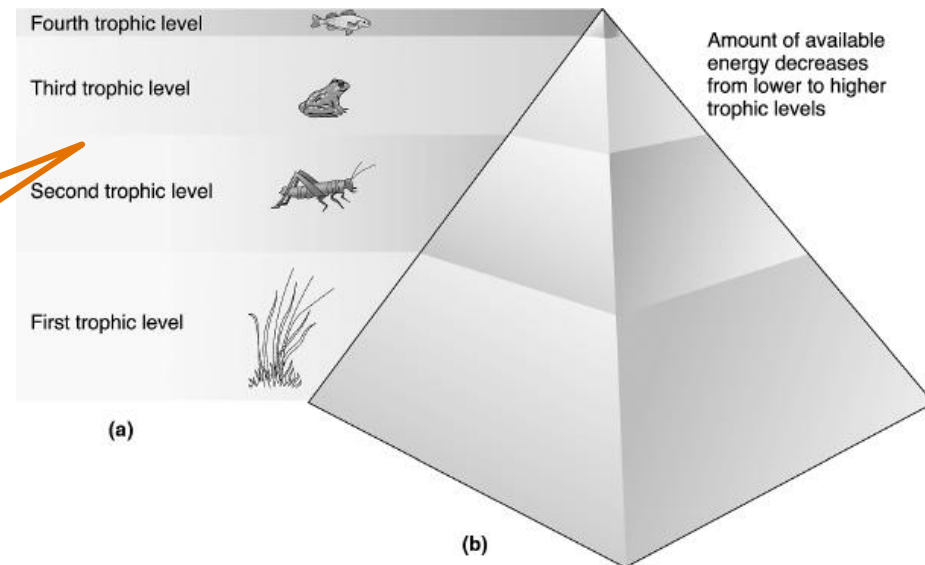 Fourth trophic level
Third trophic level
Second trophic level
First trophic level
(a)
Amount of available
energy decreases
from lower to higher
trophic levels
(b)